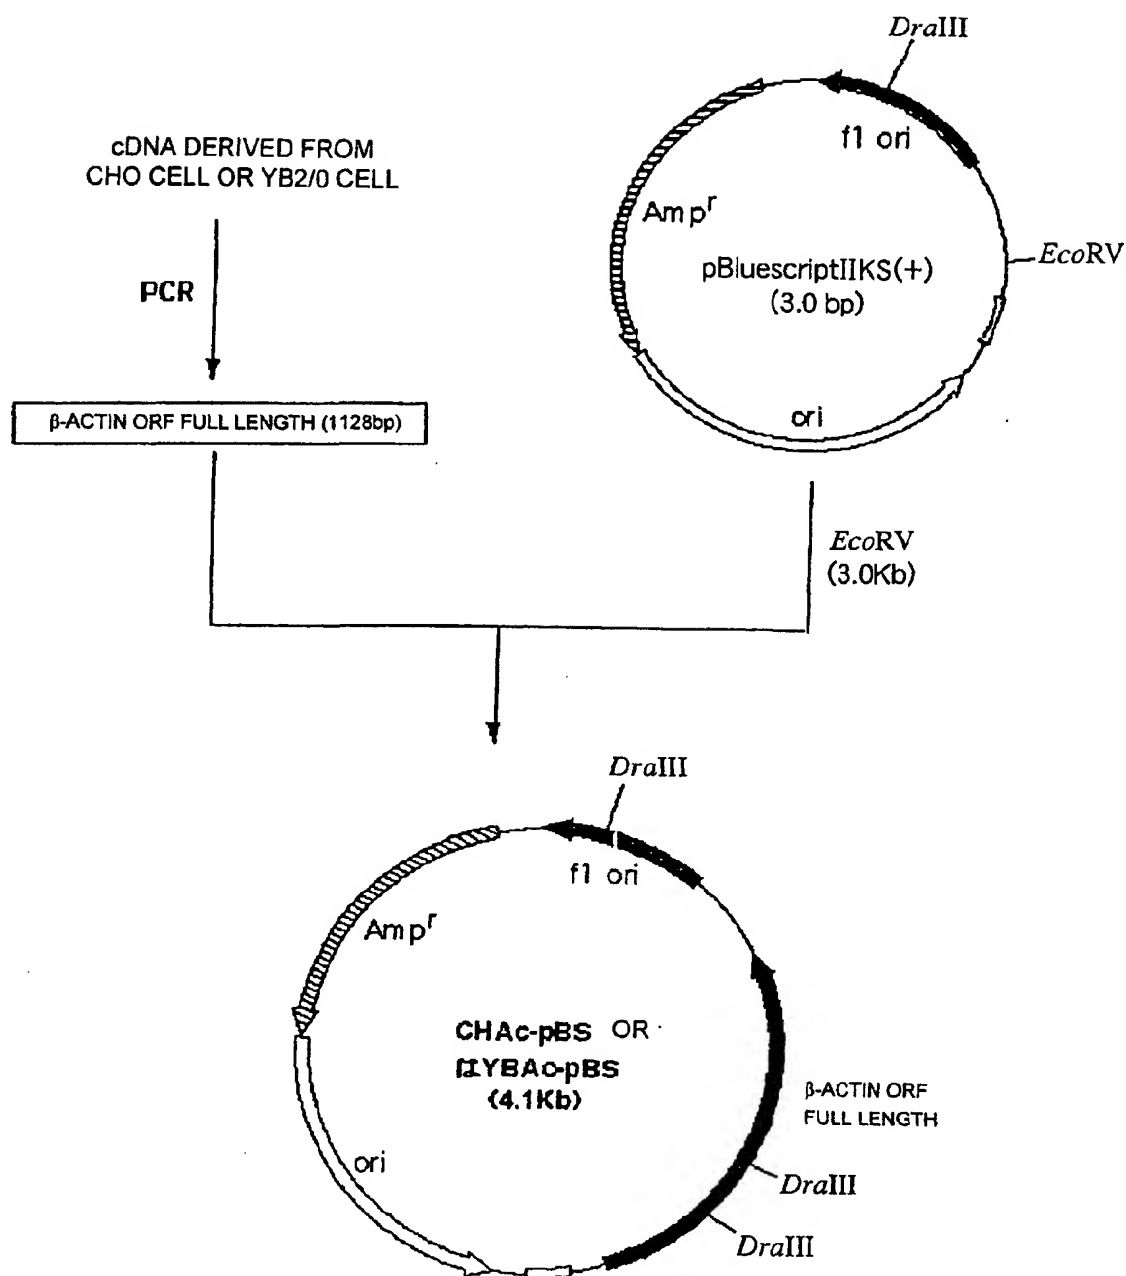 DraIII
cDNA DERIVED FROM
CHO CELL OR YB2/0 CELL
f1 ori
Ampr
EcoRV
pBluescriptIIKS(+)
(3.0 bp)
PCR
β-ACTIN ORF FULL LENGTH (1128bp)
ori
EcoRV
(3.0Kb)
DraIII
f1 ori
Ampr
CHAc-pBS OR
YBAc-pBS
(4.1Kb)
β-ACTIN ORF
FULL LENGTH
ori
DraIII
DraIII